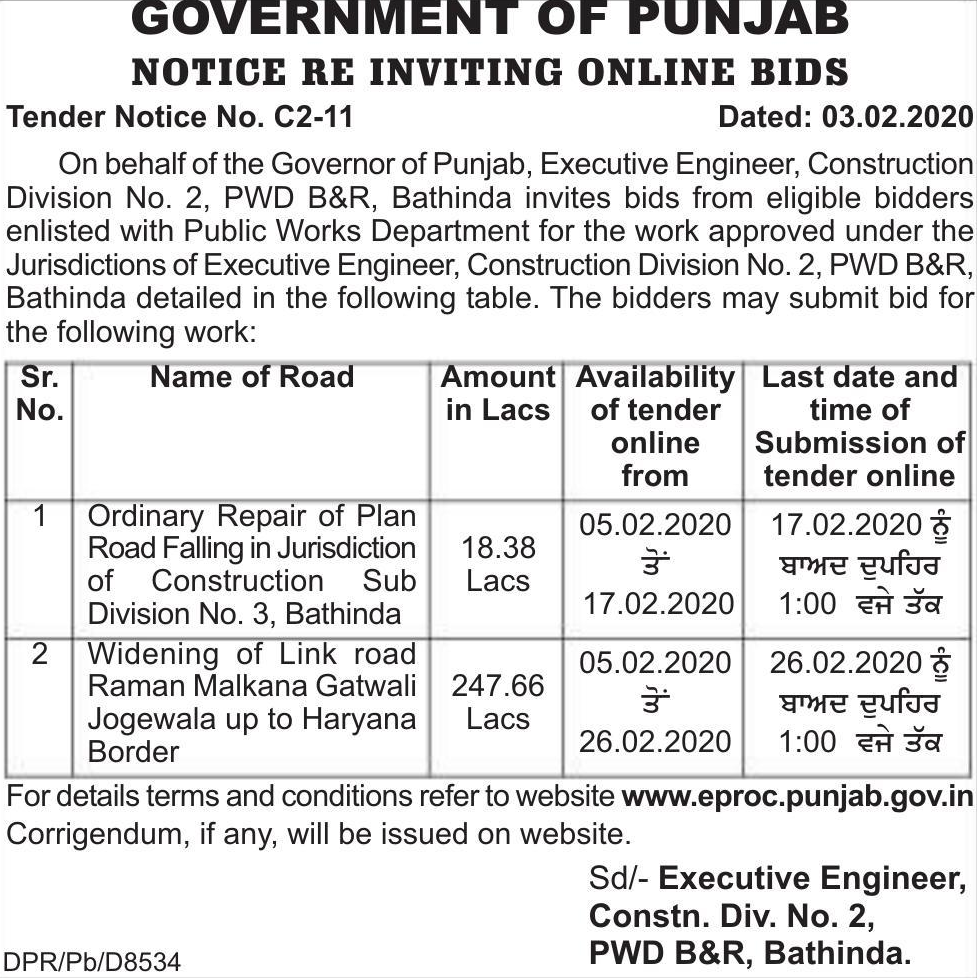 GOVERNMENT OF PUNJAB
NOTICE RE INVITING ONLINE BIDS
Tender Notice No. C2-11 Dated: 03.02.2020
On behalf of the Governor of Punjab, Executive Engineer, Construction
Division No. 2, PWD B&R, Bathinda invites bids from eligible bidders
enlisted with Public Works Department for the work approved under the
Jurisdictions of Executive Engineer, Construction Division No. 2, PWD B&R,
Bathinda detailed in the following table. The bidders may submit bid for
the following work:
Sr.
No.
Name of Road
Amount
in Lacs
Availability
of tender
online
from
Last date and
time of
Submission of
tender online
1
Ordinary Repair of Plan
Road Falling in Jurisdiction
of Construction Sub
Division No. 3, Bathinda
18.38
Lacs
05.02.2020
ਤੋਂ
17.02.2020
17.02.2020 ਨੂੰ
ਬਾਅਦ ਦੁਪਹਿਰ
1:00 ਵਜੇ ਤੱਕ
2
Widening of Link road
Raman Malkana Gatwali
Jogewala up to Haryana
Border
247.66
Lacs
05.02.2020
ਤੋਂ
26.02.2020
26.02.2020 ਨੂੰ
ਬਾਅਦ ਦੁਪਹਿਰ
1:00 ਵਜੇ ਤੱਕ
For details terms and conditions refer to website www.eproc.punjab.gov.in
Corrigendum, if any, will be issued on website.
Sd/- Executive Engineer,
Constn. Div. No. 2,
PWD B&R, Bathinda.
DPR/Pb/D8534